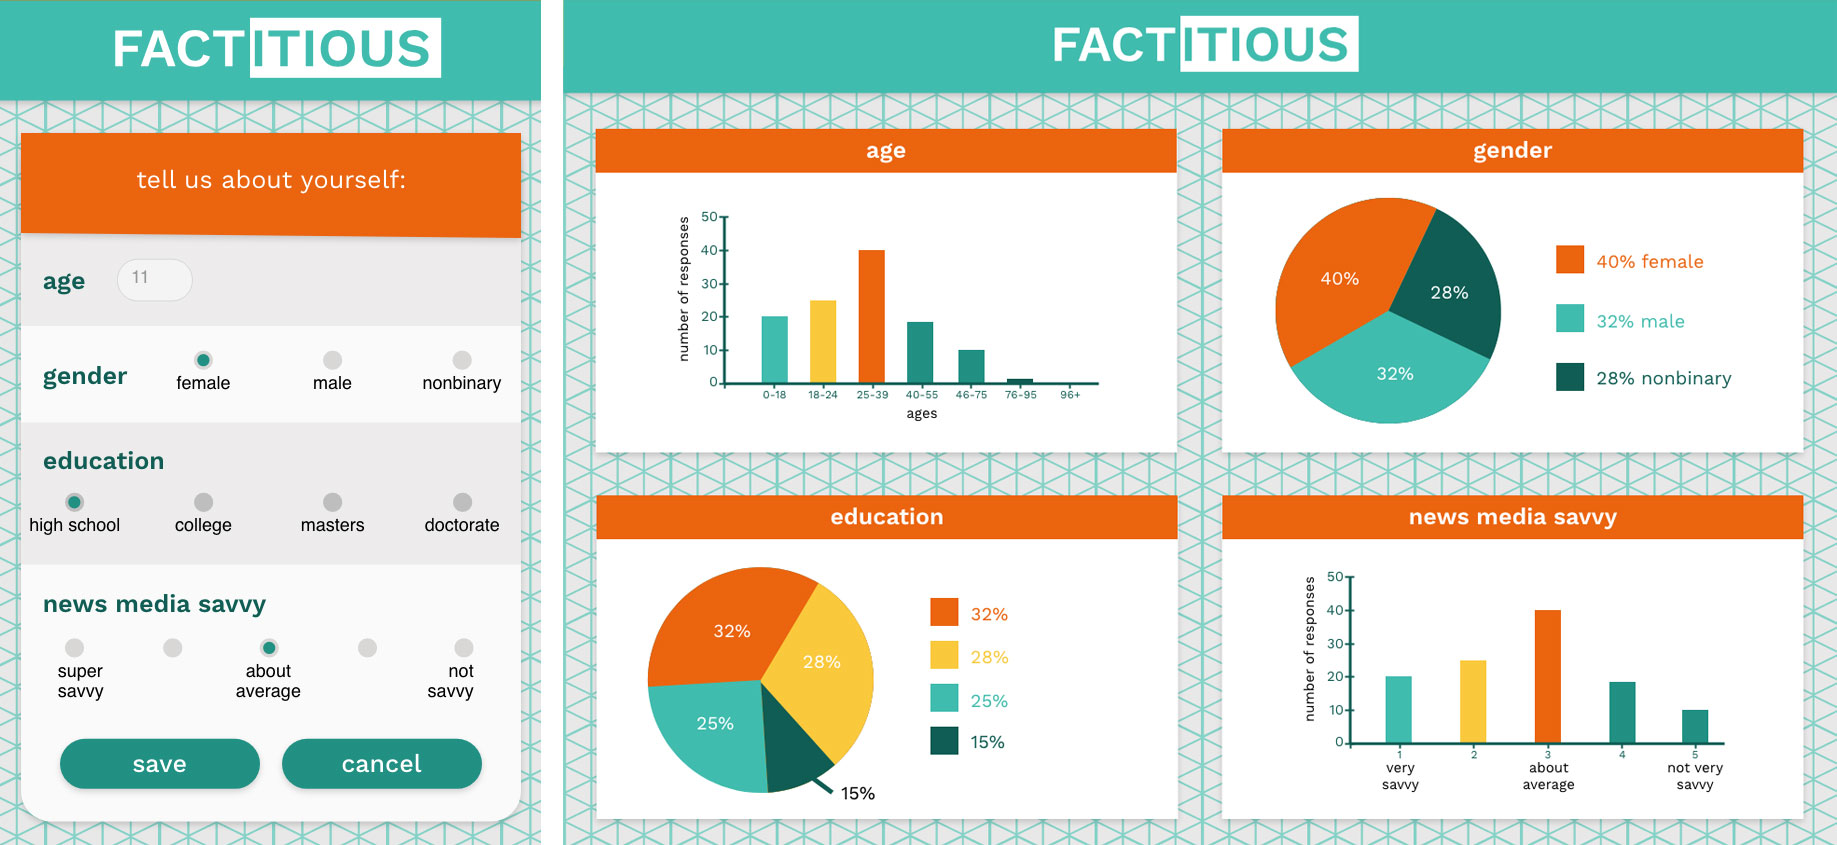 FACTITIOUS
tell us about yourself:
age
11
gender
female
male
nonbinary
education
high school
college
masters
doctorate
news media savvy
super
savvy
about
average
not
savvy
save
cancel
FACTITIOUS
age
number of responses
50
40
30
20
10
0
0-18
18-24
25-39
40-55
46-75
76-95
96+
ages
gender
40%
28%
32%
40% female
32% male
28% nonbinary
education
32%
28%
25%
15%
32%
28%
25%
15%
news media savvy
number of responses
50
40
30
20
10
0
1
2
3
4
5
very
savvy
about
average
not very
savvy